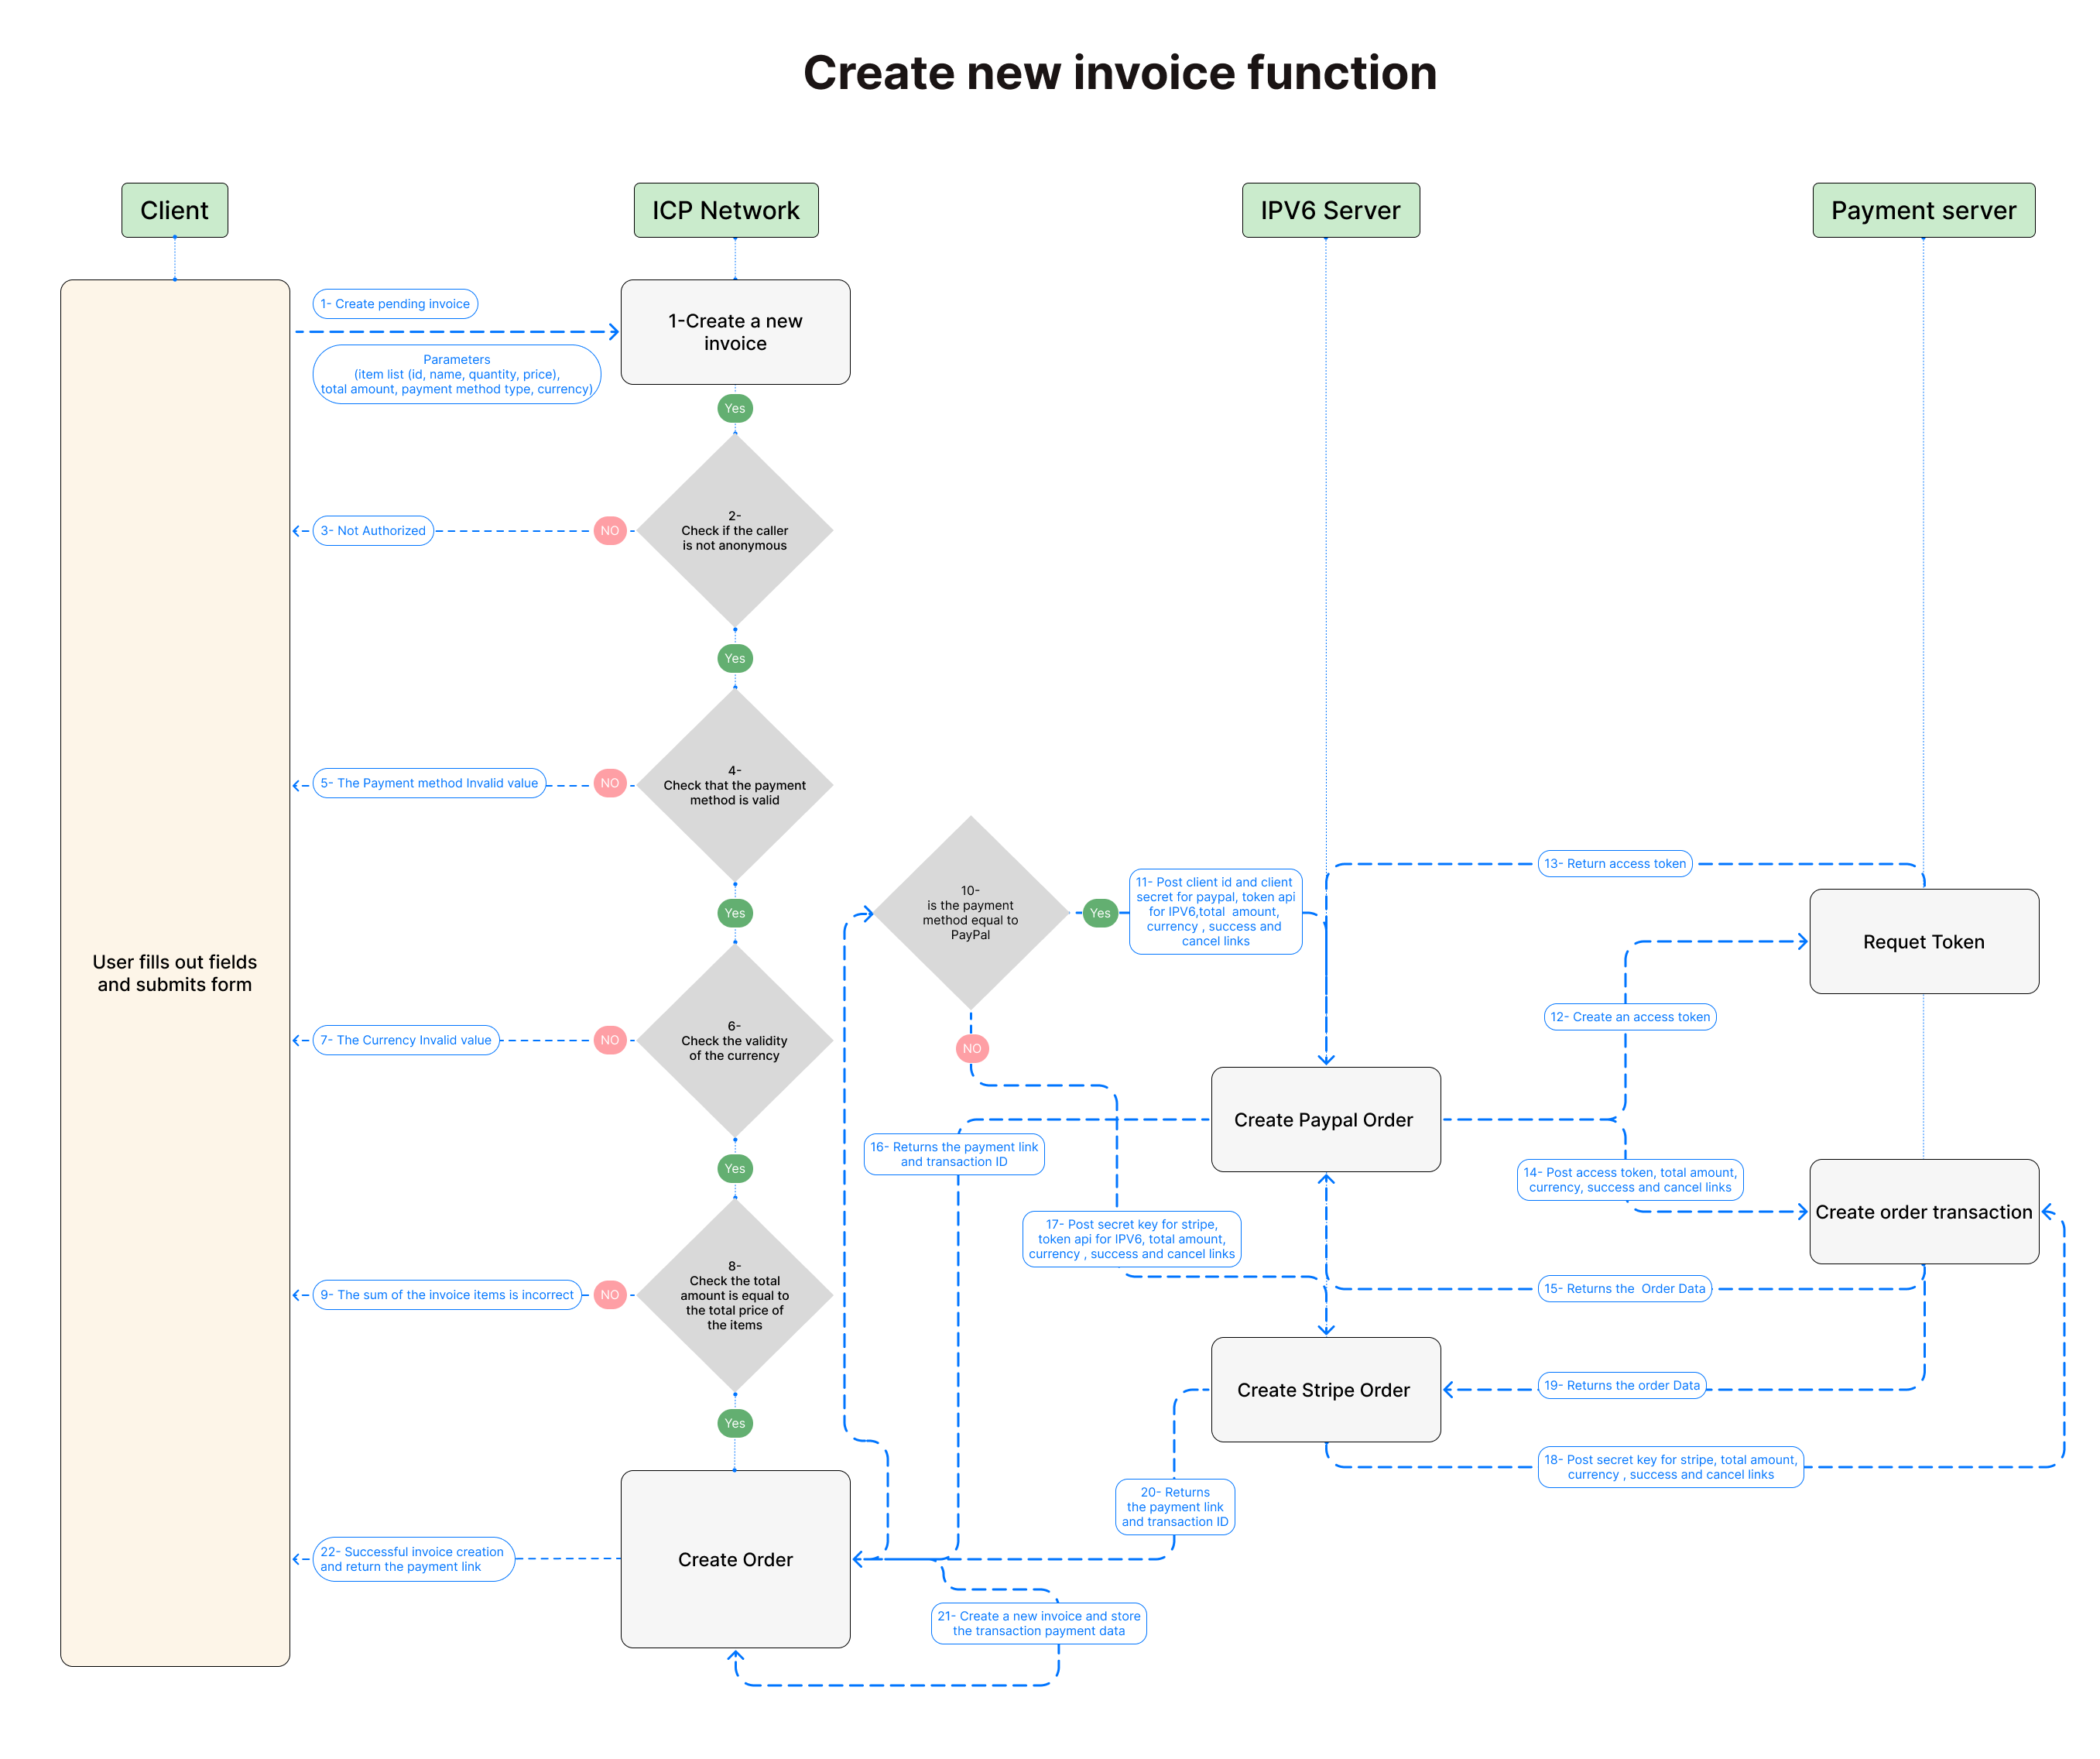 Create new invoice function
Client
ICP Network
IPV6 Server
Payment server
1- Create pending invoice
Parameters
(item list (id, name, quantity, price),
total amount, payment method type, currency)
1-Create a new
invoice
Yes
2-
Check if the caller
is not anonymous
NO
3- Not Authorized
Yes
4-
Check that the payment
method is valid
NO
5- The Payment method Invalid value
Yes
6-
Check the validity
of the currency
NO
7- The Currency Invalid value
Yes
8-
Check the total
amount is equal to
the total price of
the items
NO
9- The sum of the invoice items is incorrect
Yes
Create Order
User fills out fields
and submits form
10-
is the payment
method equal to
PayPal
Yes
11- Post client id and client
secret for paypal, token api
for IPV6,total  amount,
currency , success and
cancel links
NO
13- Return access token
Requet Token
12- Create an access token
Create Paypal Order
16- Returns the payment link
and transaction ID
14- Post access token, total amount,
currency, success and cancel links
Create order transaction
17- Post secret key for stripe,
token api for IPV6, total amount,
currency , success and cancel links
15- Returns the  Order Data
Create Stripe Order
19- Returns the order Data
18- Post secret key for stripe, total amount,
currency , success and cancel links
20- Returns
the payment link
and transaction ID
22- Successful invoice creation
and return the payment link
21- Create a new invoice and store
the transaction payment data